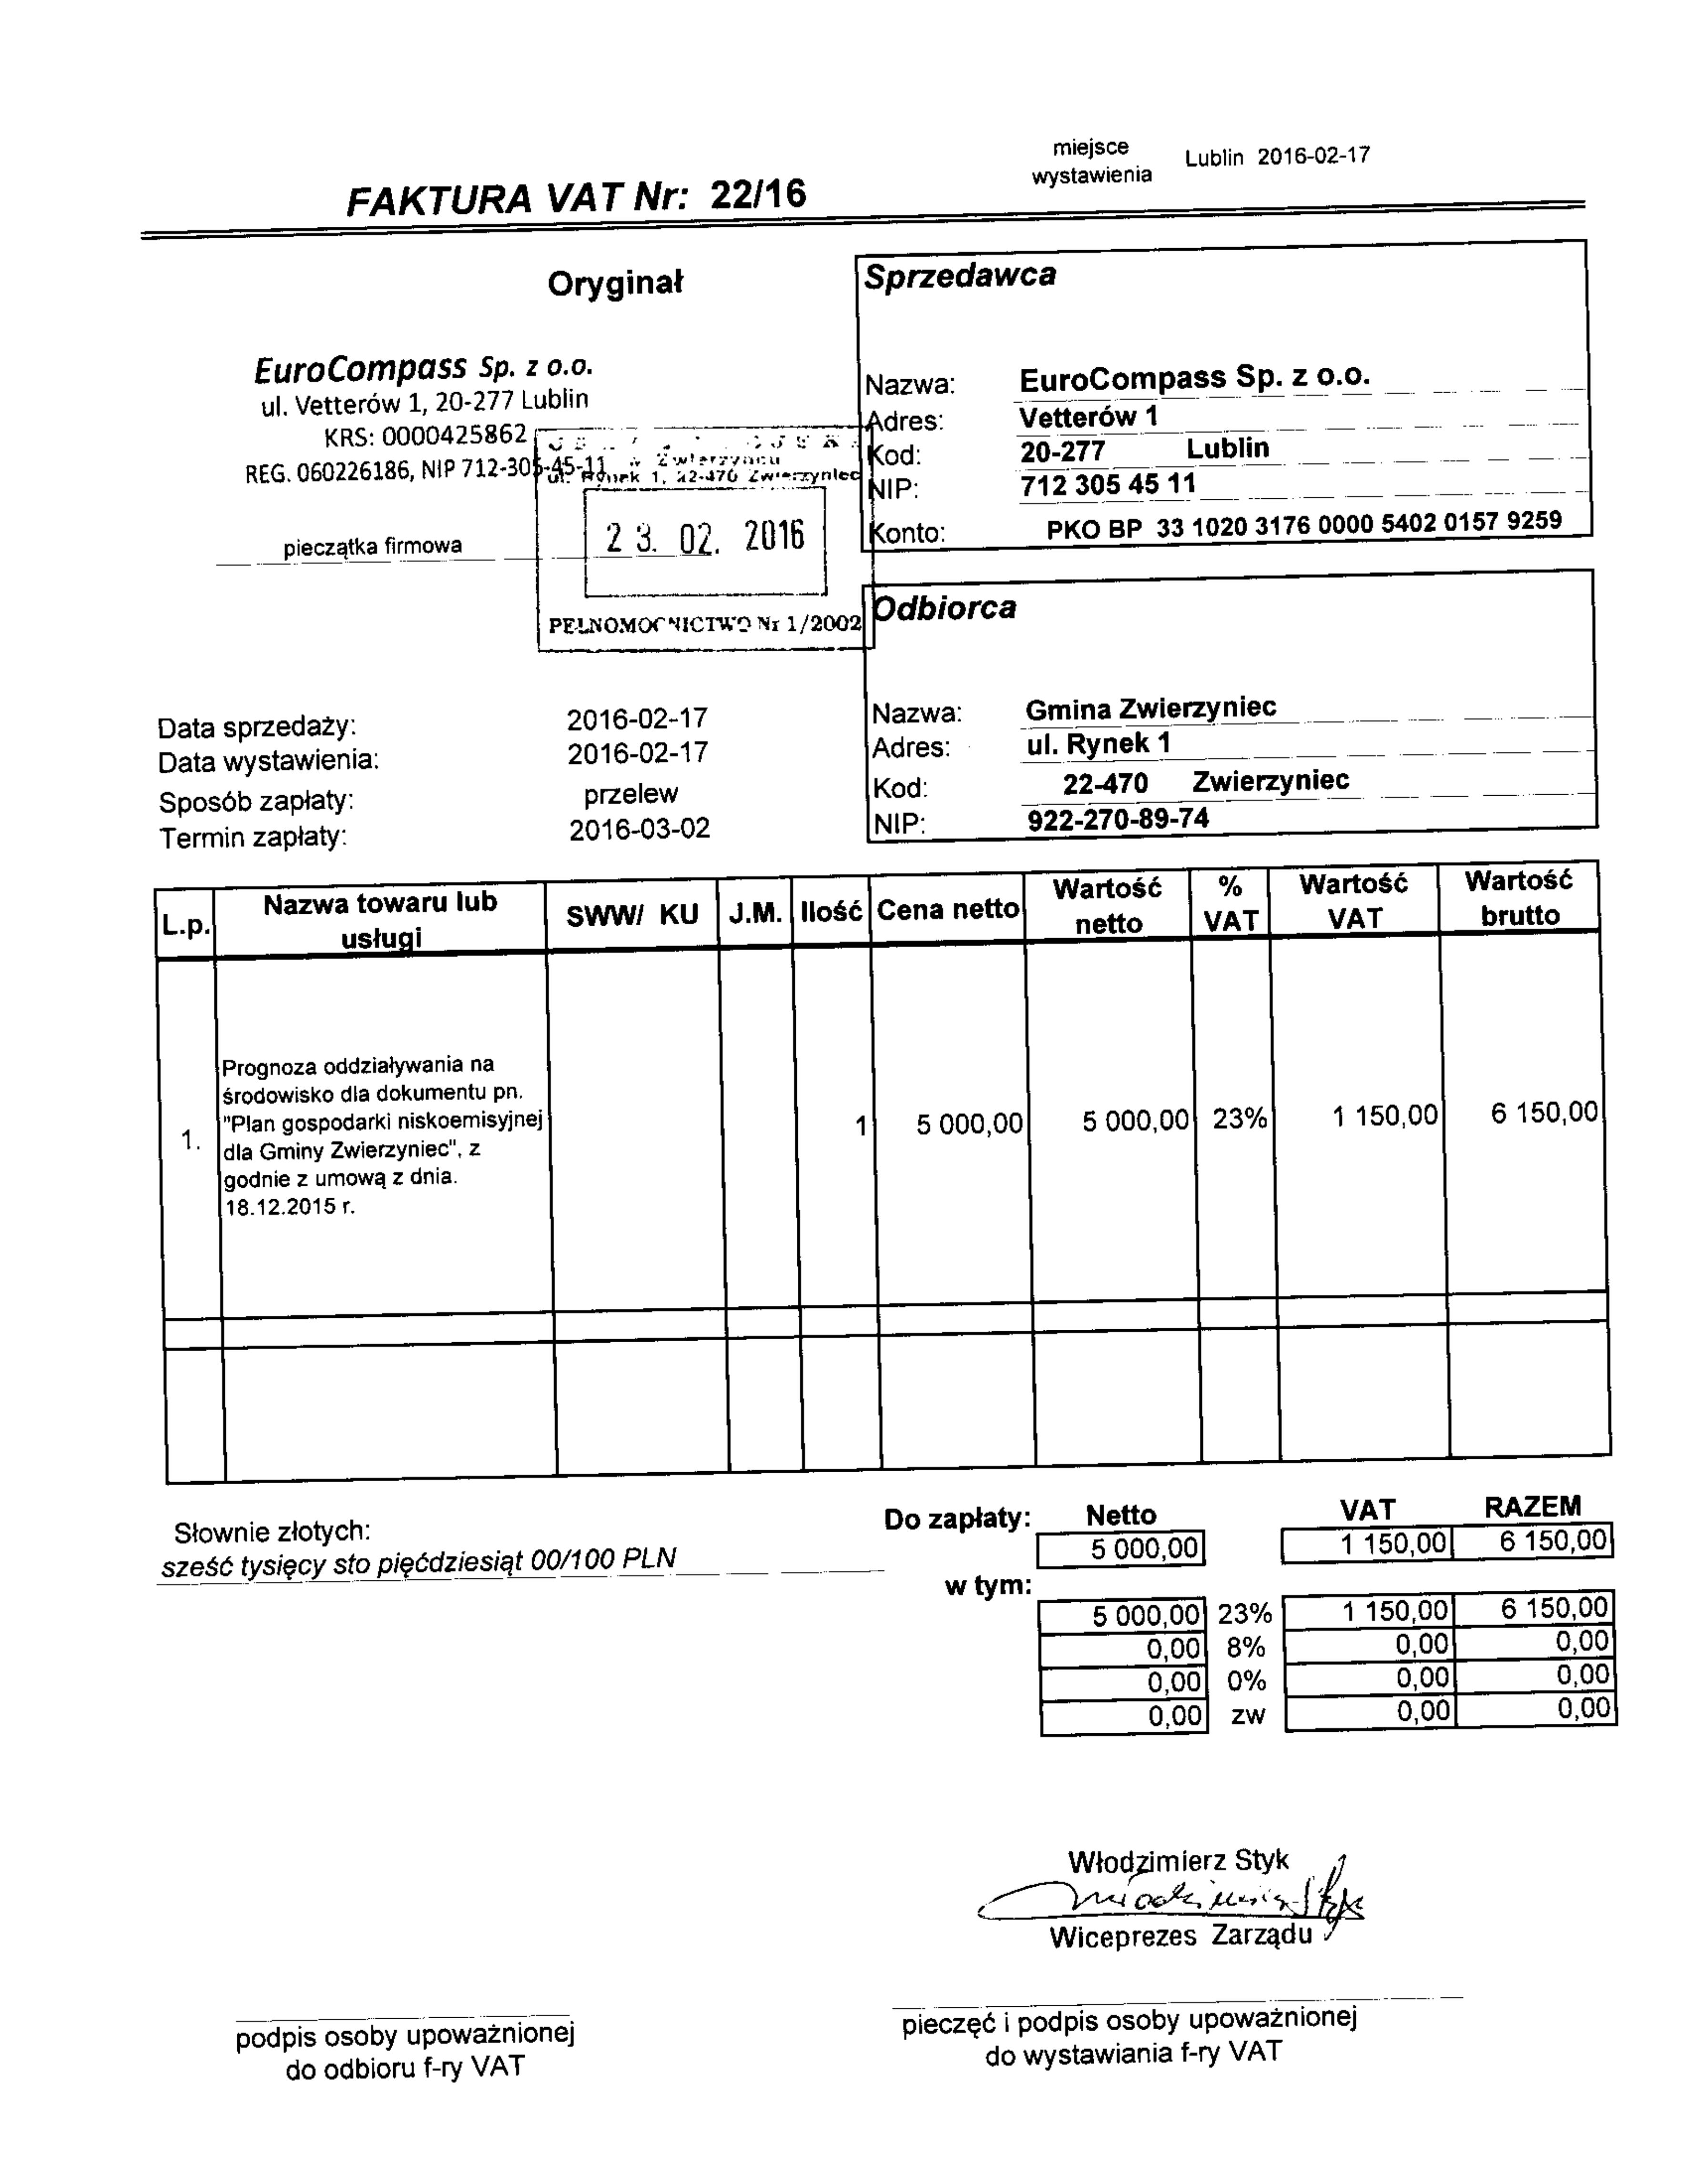 miejsce
wystawienia Lublin 2016-02-17
FAKTURA VAT Nr: 22/16
Oryginał
EuroCompass Sp. z o.o.
ul. Vetterów 1, 20-277 Lublin
KRS: 0000425862
REG. 060226186, NIP 712-305-45-11
pieczątka firmowa
w Zwierzyńcu
ul. Rynek 1, 22-470 Zwierzyniec
23. 02. 2016
PEŁNOMOCNICTWO Nr 1/2002
Sprzedawca
Nazwa: EuroCompass Sp. z o.o.
Adres: Vetterów 1
Kod: 20-277 Lublin
NIP: 712 305 45 11
Konto: PKO BP 33 1020 3176 0000 5402 0157 9259
Odbiorca
Nazwa: Gmina Zwierzyniec
Adres: ul. Rynek 1
Kod: 22-470 Zwierzyniec
NIP: 922-270-89-74
Data sprzedaży: 2016-02-17
Data wystawienia: 2016-02-17
Sposób zapłaty: przelew
Termin zapłaty: 2016-03-02
L.p. Nazwa towaru lub usługi SWW/ KU J.M. Ilość Cena netto Wartość netto % VAT Wartość VAT Wartość brutto
Prognoza oddziaływania na
środowisko dla dokumentu pn.
"Plan gospodarki niskoemisyjnej
1. dla Gminy Zwierzyniec", z 1 5 000,00 5 000,00 23% 1 150,00 6 150,00
godnie z umową z dnia.
18.12.2015 r.
Słownie złotych:
sześć tysięcy sto pięćdziesiąt 00/100 PLN
Do zapłaty: Netto VAT RAZEM
5 000,00 1 150,00 6 150,00
w tym:
5 000,00 23% 1 150,00 6 150,00
0,00 8% 0,00 0,00
0,00 0% 0,00 0,00
0,00 zw 0,00 0,00
Włodzimierz Styk
Włodzimierz Styk
Wiceprezes Zarządu
podpis osoby upoważnionej
do odbioru f-ry VAT
pieczęć i podpis osoby upoważnionej
do wystawiania f-ry VAT